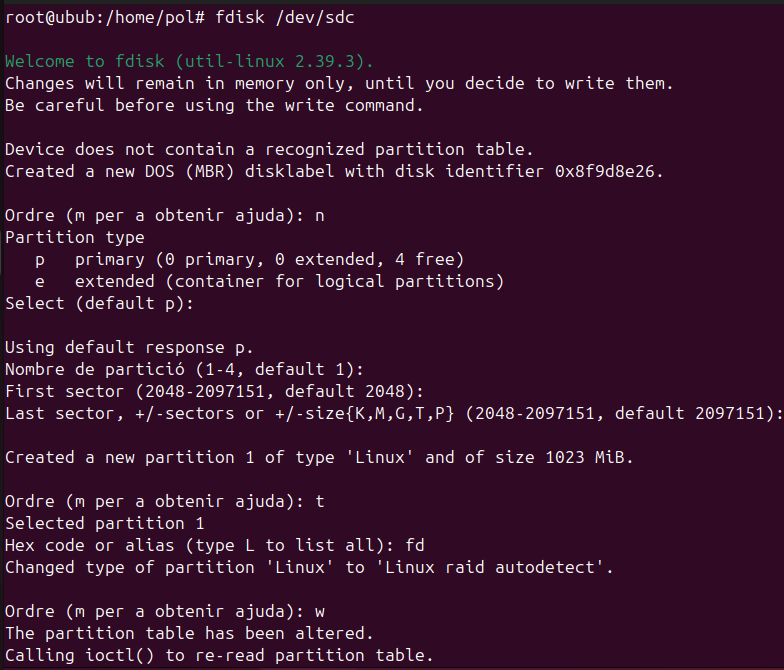 root@ubub:/home/pol# fdisk /dev/sdc
Welcome to fdisk (util-linux 2.39.3).
Changes will remain in memory only, until you decide to write them.
Be careful before using the write command.
Device does not contain a recognized partition table.
Created a new DOS (MBR) disklabel with disk identifier 0x8f9d8e26.
Ordre (m per a obtenir ajuda): n
Partition type
   p   primary (0 primary, 0 extended, 4 free)
   e   extended (container for logical partitions)
Select (default p):
Using default response p.
Nombre de partició (1-4, default 1):
First sector (2048-2097151, default 2048):
Last sector, +/-sectors or +/-size{K,M,G,T,P} (2048-2097151, default 2097151):
Created a new partition 1 of type 'Linux' and of size 1023 MiB.
Ordre (m per a obtenir ajuda): t
Selected partition 1
Hex code or alias (type L to list all): fd
Changed type of partition 'Linux' to 'Linux raid autodetect'.
Ordre (m per a obtenir ajuda): w
The partition table has been altered.
Calling ioctl() to re-read partition table.